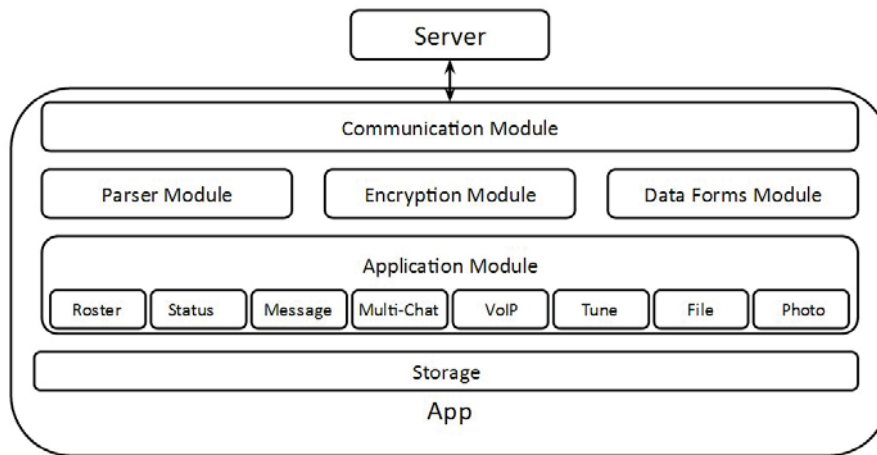 Server
Communication Module
Parser Module Encryption Module Data Forms Module
Application Module
Roster Status Message Multi-Chat VoIP Tune File Photo
Storage
App